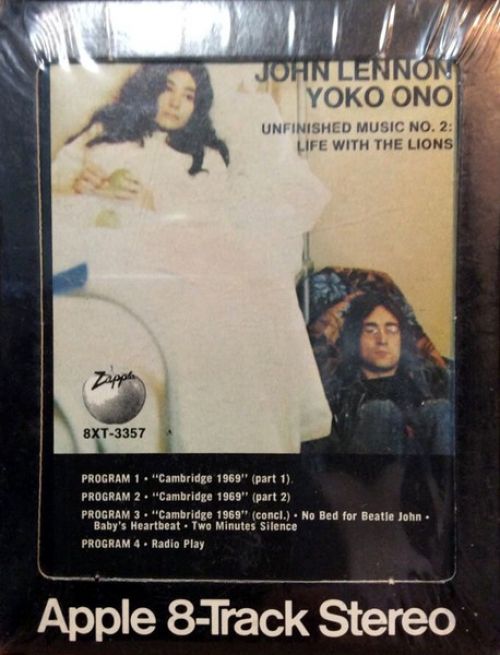 JOHN LENNON
YOKO ONO
UNFINISHED MUSIC NO. 2:
LIFE WITH THE LIONS
Zapple
8XT-3357
PROGRAM 1 • "Cambridge 1969" (part 1)
PROGRAM 2 • "Cambridge 1969" (part 2)
PROGRAM 3 • "Cambridge 1969" (concl.) • No Bed for Beatle John •
Baby's Heartbeat • Two Minutes Silence
PROGRAM 4 • Radio Play
Apple 8-Track Stereo